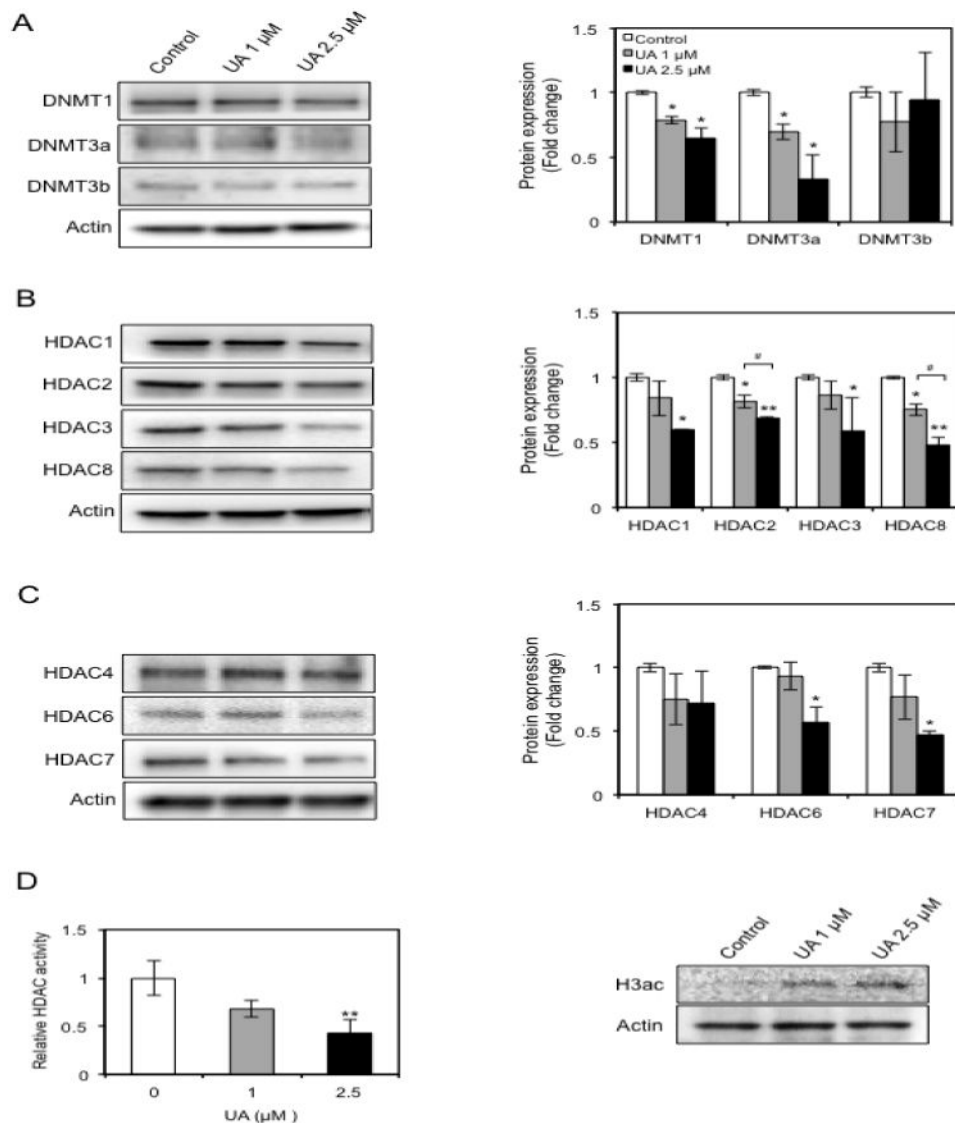 A
Control
UA 1 µM
UA 2.5 µM
DNMT1
DNMT3a
DNMT3b
Actin
Protein expression
(Fold change)
1.5
1
0.5
0
Control
UA 1 µM
UA 2.5 µM
*
*
*
*
DNMT1
DNMT3a
DNMT3b
B
HDAC1
HDAC2
HDAC3
HDAC8
Actin
Protein expression
(Fold change)
1.5
1
0.5
0
*
*
*
**
#
*
*
**
#
HDAC1
HDAC2
HDAC3
HDAC8
C
HDAC4
HDAC6
HDAC7
Actin
Protein expression
(Fold change)
1.5
1
0.5
0
*
*
HDAC4
HDAC6
HDAC7
D
Relative HDAC activity
1.5
1
0.5
0
**
0
1
2.5
UA (µM )
Control
UA 1 µM
UA 2.5 µM
H3ac
Actin